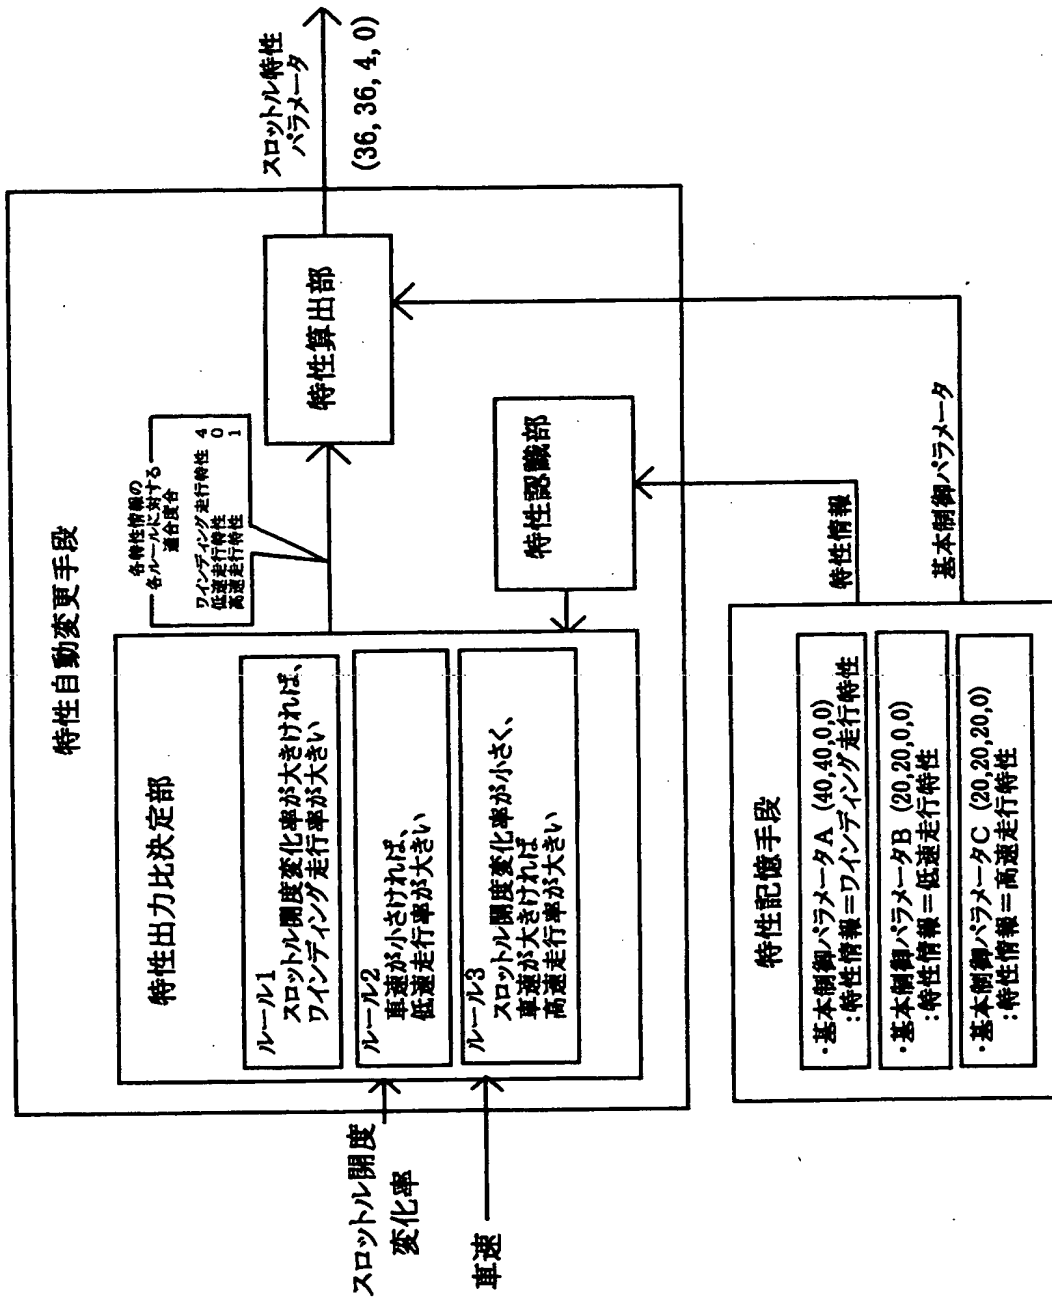 特性自動変更手段
特性出力比決定部
ルール1
スロットル開度変化率が大きければ、
ワインディング走行率が大きい
ルール2
車速が小さければ、
低速走行率が大きい
ルール3
スロットル開度変化率が小さく、
車速が大きければ
高速走行率が大きい
各特性情報の
各ルールに対する
適合度合
ワインディング走行特性 4
低速走行特性 0
高速走行特性 1
特性算出部
特性認識部
スロットル特性
パラメータ
(36, 36, 4, 0)
スロットル開度
変化率
車速
特性情報
基本制御パラメータ
特性記憶手段
・基本制御パラメータA (40,40,0,0)
:特性情報=ワインディング走行特性
・基本制御パラメータB (20,20,0,0)
:特性情報=低速走行特性
・基本制御パラメータC (20,20,20,0)
:特性情報=高速走行特性